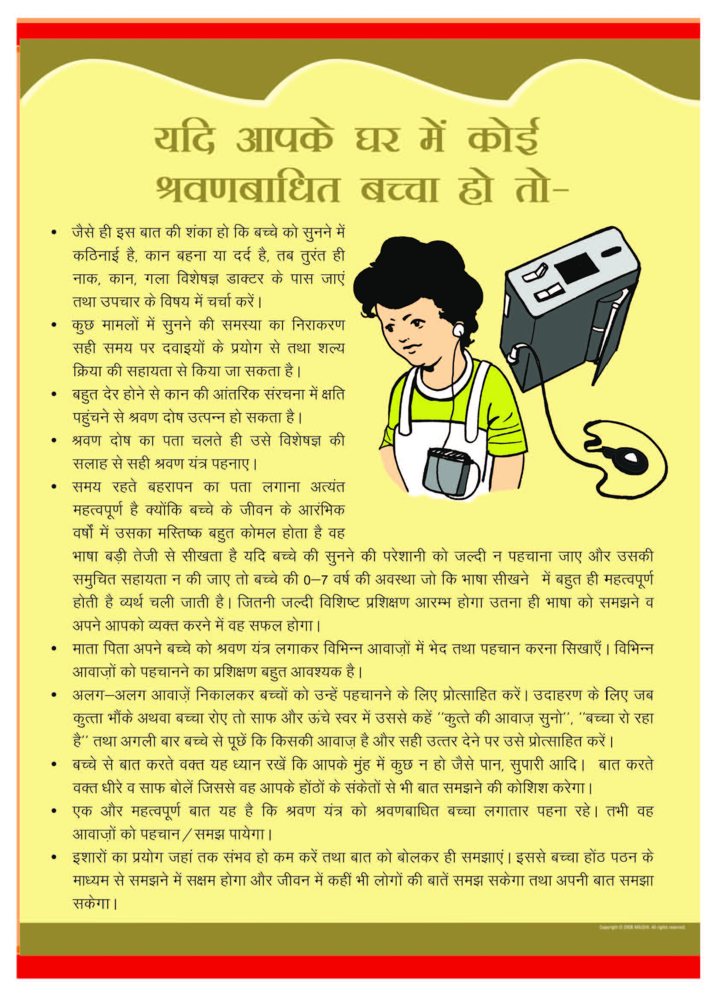 यदि आपके घर में कोई
श्रवणबाधित बच्चा हो तो-
• जैसे ही इस बात की शंका हो कि बच्चे को सुनने में
कठिनाई है, कान बहना या दर्द है, तब तुरंत ही
नाक, कान, गला विशेषज्ञ डाक्टर के पास जाएं
तथा उपचार के विषय में चर्चा करें।
• कुछ मामलों में सुनने की समस्या का निराकरण
सही समय पर दवाइयों के प्रयोग से तथा शल्य
क्रिया की सहायता से किया जा सकता है।
• बहुत देर होने से कान की आंतरिक संरचना में क्षति
पहुंचने से श्रवण दोष उत्पन्न हो सकता है।
• श्रवण दोष का पता चलते ही उसे विशेषज्ञ की
सलाह से सही श्रवण यंत्र पहनाए।
• समय रहते बहरापन का पता लगाना अत्यंत
महत्वपूर्ण है क्योंकि बच्चे के जीवन के आरंभिक
वर्षों में उसका मस्तिष्क बहुत कोमल होता है वह
भाषा बड़ी तेजी से सीखता है यदि बच्चे की सुनने की परेशानी को जल्दी न पहचाना जाए और उसकी
समुचित सहायता न की जाए तो बच्चे की 0–7 वर्ष की अवस्था जो कि भाषा सीखने में बहुत ही महत्वपूर्ण
होती है व्यर्थ चली जाती है। जितनी जल्दी विशिष्ट प्रशिक्षण आरम्भ होगा उतना ही भाषा को समझने व
अपने आपको व्यक्त करने में वह सफल होगा।
• माता पिता अपने बच्चे को श्रवण यंत्र लगाकर विभिन्न आवाज़ों में भेद तथा पहचान करना सिखाएँ। विभिन्न
आवाज़ों को पहचानने का प्रशिक्षण बहुत आवश्यक है।
• अलग–अलग आवाज़ें निकालकर बच्चों को उन्हें पहचानने के लिए प्रोत्साहित करें। उदाहरण के लिए जब
कुत्ता भौंके अथवा बच्चा रोए तो साफ और ऊंचे स्वर में उससे कहें ''कुत्ते की आवाज़ सुनो'', ''बच्चा रो रहा
है'' तथा अगली बार बच्चे से पूछें कि किसकी आवाज़ है और सही उत्तर देने पर उसे प्रोत्साहित करें।
• बच्चे से बात करते वक्त यह ध्यान रखें कि आपके मुंह में कुछ न हो जैसे पान, सुपारी आदि। बात करते
वक्त धीरे व साफ बोलें जिससे वह आपके होंठों के संकेतों से भी बात समझने की कोशिश करेगा।
• एक और महत्वपूर्ण बात यह है कि श्रवण यंत्र को श्रवणबाधित बच्चा लगातार पहना रहे। तभी वह
आवाज़ों को पहचान/समझ पायेगा।
• इशारों का प्रयोग जहां तक संभव हो कम करें तथा बात को बोलकर ही समझाएं। इससे बच्चा होंठ पठन के
माध्यम से समझने में सक्षम होगा और जीवन में कहीं भी लोगों की बातें समझ सकेगा तथा अपनी बात समझा
सकेगा।
Copyright © 2008 ARUSHI. All rights reserved.